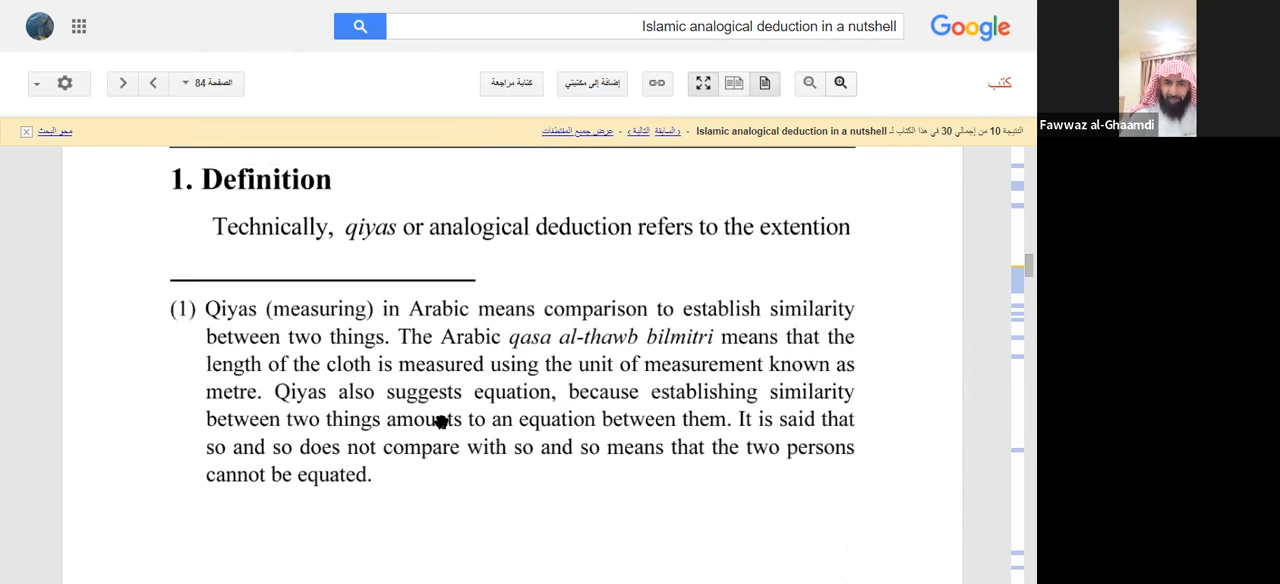 Islamic analogical deduction in a nutshell
Google
الصفحة 84
كتابة مراجعة
إضافة إلى مكتبتي
كتب
Fawwaz al-Ghaamdi
النتيجة 10 من إجمالي 30 في هذا الكتاب لـ Islamic analogical deduction in a nutshell - ‹ السابقة التالية › - عرض جميع المقتطفات
محو البحث
1. Definition
Technically, qiyas or analogical deduction refers to the extention
(1) Qiyas (measuring) in Arabic means comparison to establish similarity
between two things. The Arabic qasa al-thawb bilmitri means that the
length of the cloth is measured using the unit of measurement known as
metre. Qiyas also suggests equation, because establishing similarity
between two things amounts to an equation between them. It is said that
so and so does not compare with so and so means that the two persons
cannot be equated.